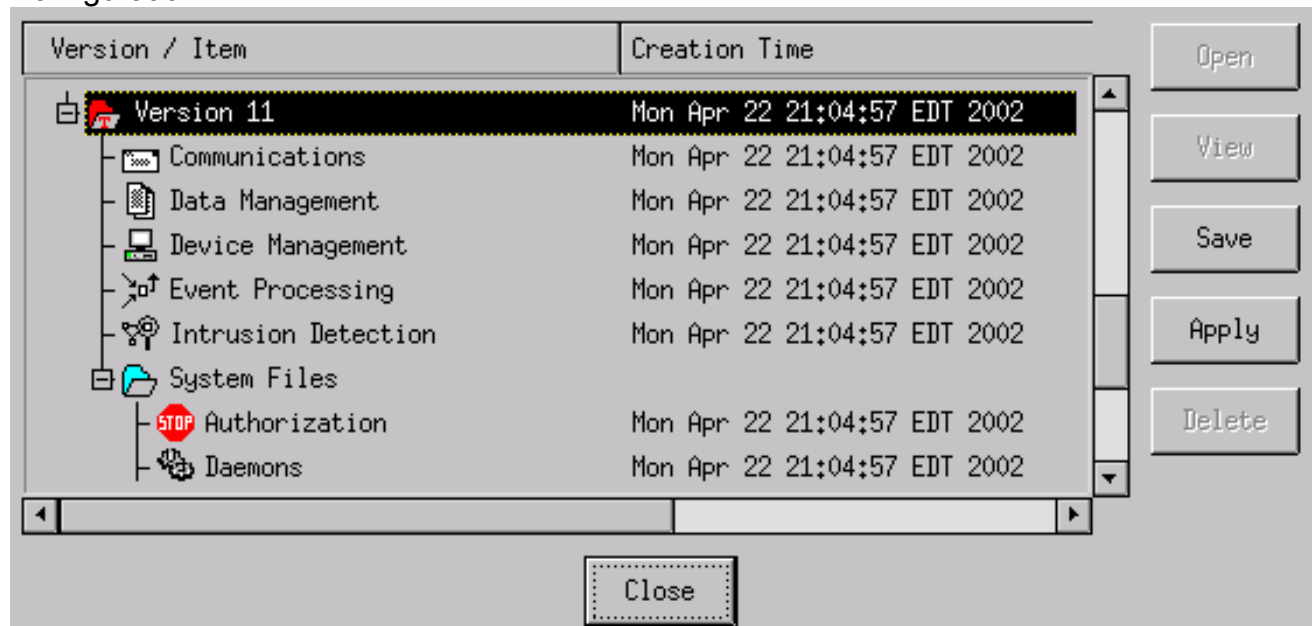 Version / Item Creation Time
Open
Version 11 Mon Apr 22 21:04:57 EDT 2002
Communications Mon Apr 22 21:04:57 EDT 2002
View
Data Management Mon Apr 22 21:04:57 EDT 2002
Device Management Mon Apr 22 21:04:57 EDT 2002
Save
Event Processing Mon Apr 22 21:04:57 EDT 2002
Intrusion Detection Mon Apr 22 21:04:57 EDT 2002
Apply
System Files
STOP Authorization Mon Apr 22 21:04:57 EDT 2002
Delete
Daemons Mon Apr 22 21:04:57 EDT 2002
Close